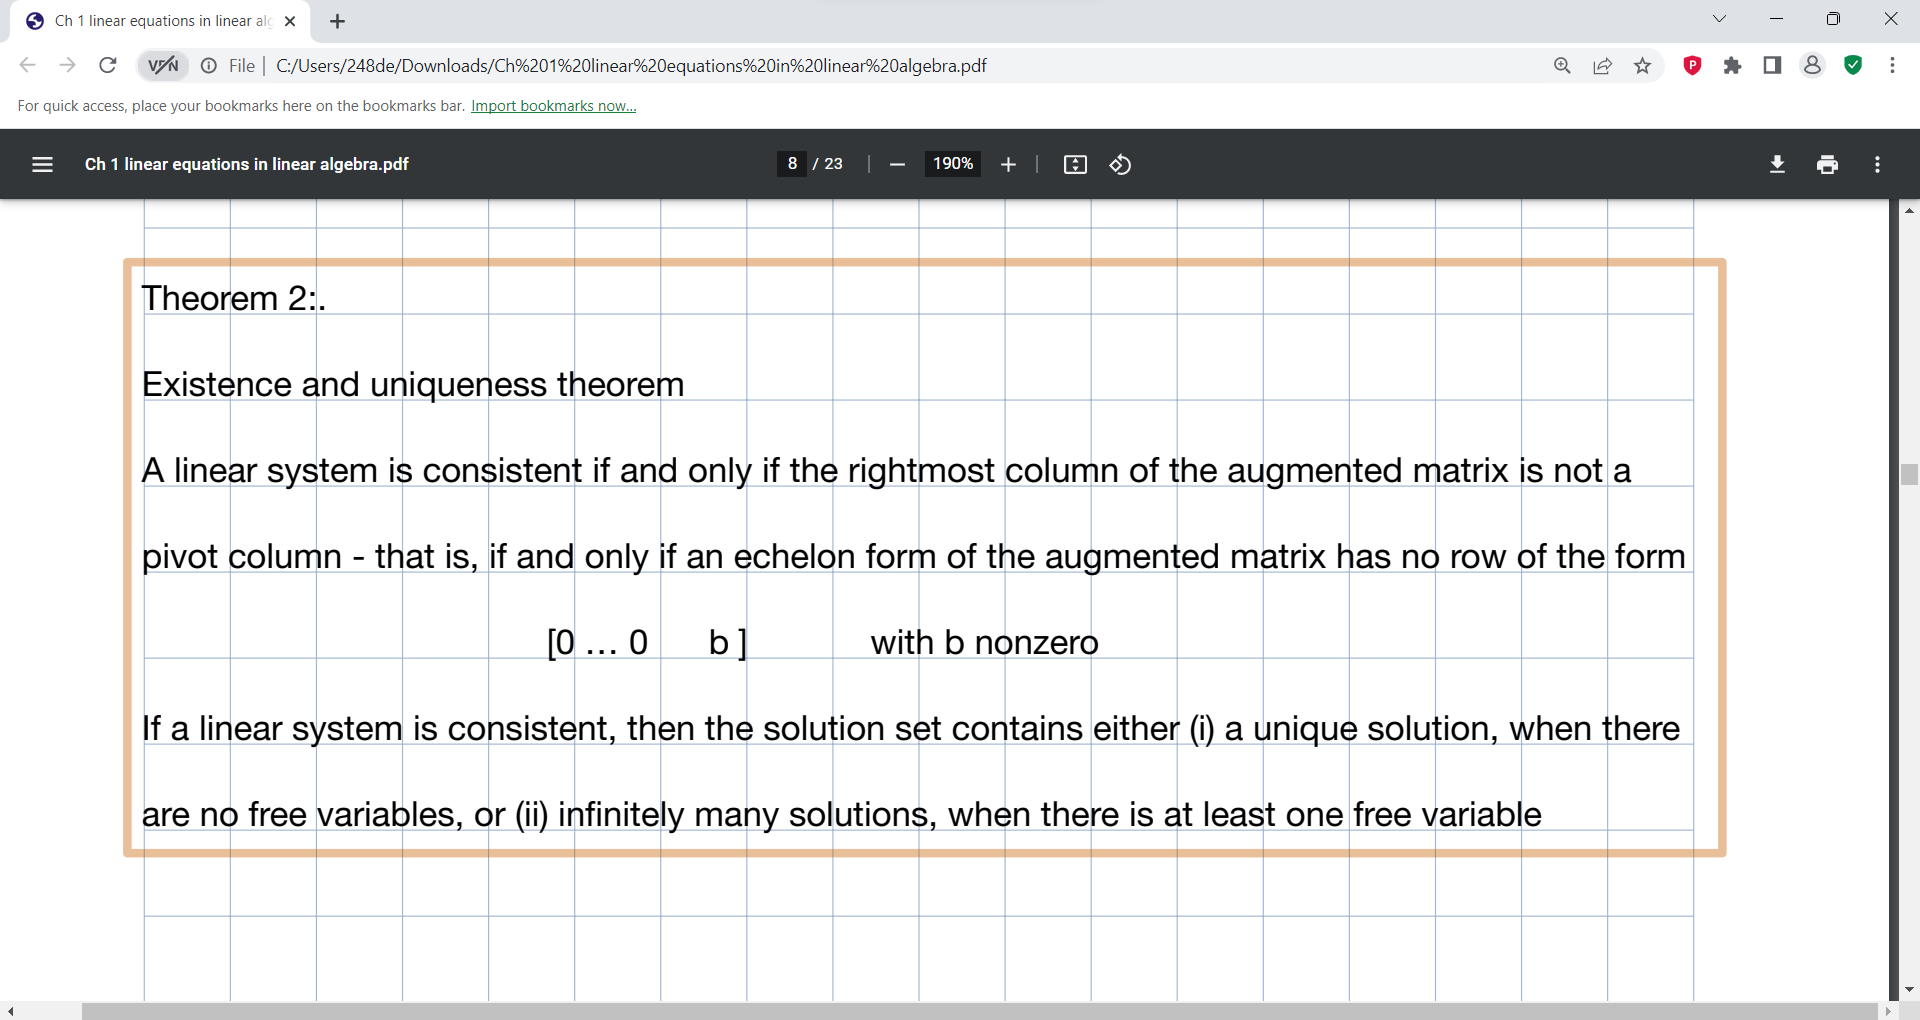 Ch 1 linear equations in linear alg
VPN File C:/Users/248de/Downloads/Ch%201%20linear%20equations%20in%20linear%20algebra.pdf
For quick access, place your bookmarks here on the bookmarks bar. Import bookmarks now...
Ch 1 linear equations in linear algebra.pdf 8 / 23 190%
Theorem 2:.
Existence and uniqueness theorem
A linear system is consistent if and only if the rightmost column of the augmented matrix is not a
pivot column - that is, if and only if an echelon form of the augmented matrix has no row of the form
[0 ... 0 b ] with b nonzero
If a linear system is consistent, then the solution set contains either (i) a unique solution, when there
are no free variables, or (ii) infinitely many solutions, when there is at least one free variable